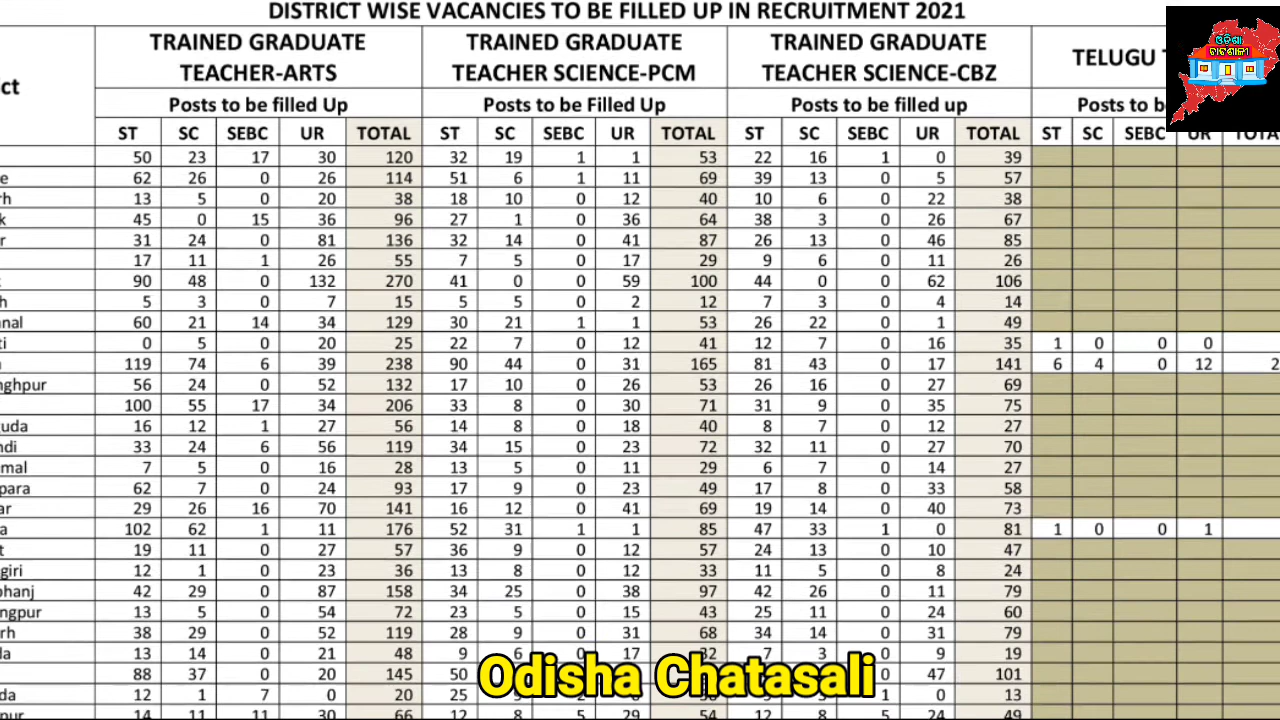 DISTRICT WISE VACANCIES TO BE FILLED UP IN RECRUITMENT 2021
ଓଡ଼ିଶା
ଚାଟଶାଳୀ
TRAINED GRADUATE TRAINED GRADUATE TRAINED GRADUATE
TEACHER-ARTS TEACHER SCIENCE-PCM TEACHER SCIENCE-CBZ TELUGU T
ct
Posts to be filled Up Posts to be Filled Up Posts to be filled up Posts to be
ST SC SEBC UR TOTAL ST SC SEBC UR TOTAL ST SC SEBC UR TOTAL ST SC SEBC UR TOTA
50 23 17 30 120 32 19 1 1 53 22 16 1 0 39
e 62 26 0 26 114 51 6 1 11 69 39 13 0 5 57
rh 13 5 0 20 38 18 10 0 12 40 10 6 0 22 38
k 45 0 15 36 96 27 1 0 36 64 38 3 0 26 67
r 31 24 0 81 136 32 14 0 41 87 26 13 0 46 85
17 11 1 26 55 7 5 0 17 29 9 6 0 11 26
90 48 0 132 270 41 0 0 59 100 44 0 0 62 106
h 5 3 0 7 15 5 5 0 2 12 7 3 0 4 14
nal 60 21 14 34 129 30 21 1 1 53 26 22 0 1 49
ti 0 5 0 20 25 22 7 0 12 41 12 7 0 16 35 1 0 0 0
119 74 6 39 238 90 44 0 31 165 81 43 0 17 141 6 4 0 12 2
nghpur 56 24 0 52 132 17 10 0 26 53 26 16 0 27 69
100 55 17 34 206 33 8 0 30 71 31 9 0 35 75
guda 16 12 1 27 56 14 8 0 18 40 8 7 0 12 27
ndi 33 24 6 56 119 34 15 0 23 72 32 11 0 27 70
mal 7 5 0 16 28 13 5 0 11 29 6 7 0 14 27
para 62 7 0 24 93 17 9 0 23 49 17 8 0 33 58
ar 29 26 16 70 141 16 12 0 41 69 19 14 0 40 73
a 102 62 1 11 176 52 31 1 1 85 47 33 1 0 81 1 0 0 1
t 19 11 0 27 57 36 9 0 12 57 24 13 0 10 47
giri 12 1 0 23 36 13 8 0 12 33 11 5 0 8 24
bhanj 42 29 0 87 158 34 25 0 38 97 42 26 0 11 79
ngpur 13 5 0 54 72 23 5 0 15 43 25 11 0 24 60
rh 38 29 0 52 119 28 9 0 31 68 34 14 0 31 79
da 13 14 0 21 48 9 6 0 17 32 7 3 0 9 19
88 37 0 20 145 50 0 47 101
da 12 1 7 0 20 25 1 0 13
pur 14 11 11 30 66 12 8 5 29 54 12 8 5 24 49
Odisha Chatasali